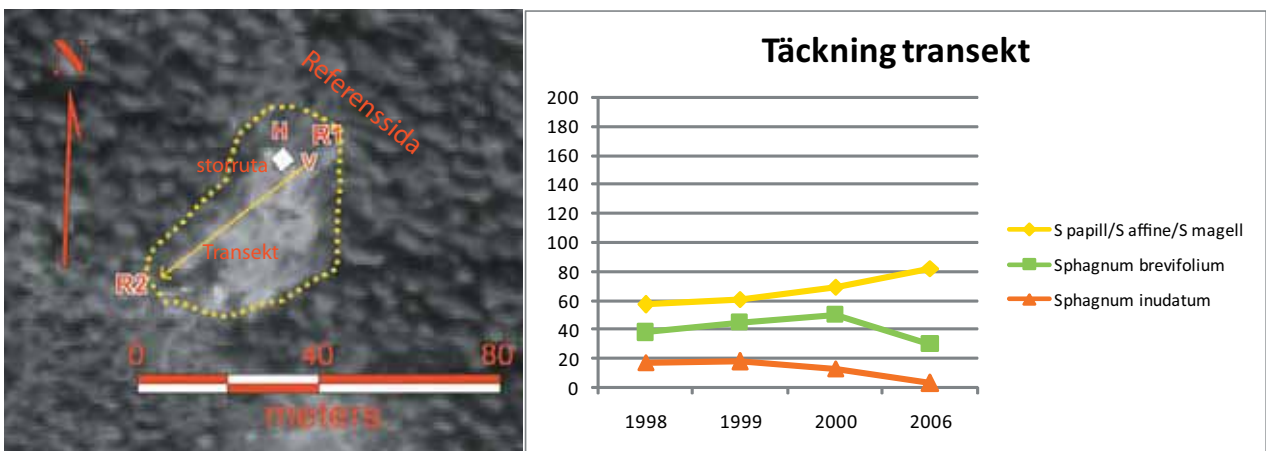 N
Referenssida
H
R1
storruta
V
Transekt
R2
0
40
80
meters
Täckning transekt
200
180
160
140
120
100
80
60
40
20
0
1998
1999
2000
2006
S papill/S affine/S magell
Sphagnum brevifolium
Sphagnum inudatum